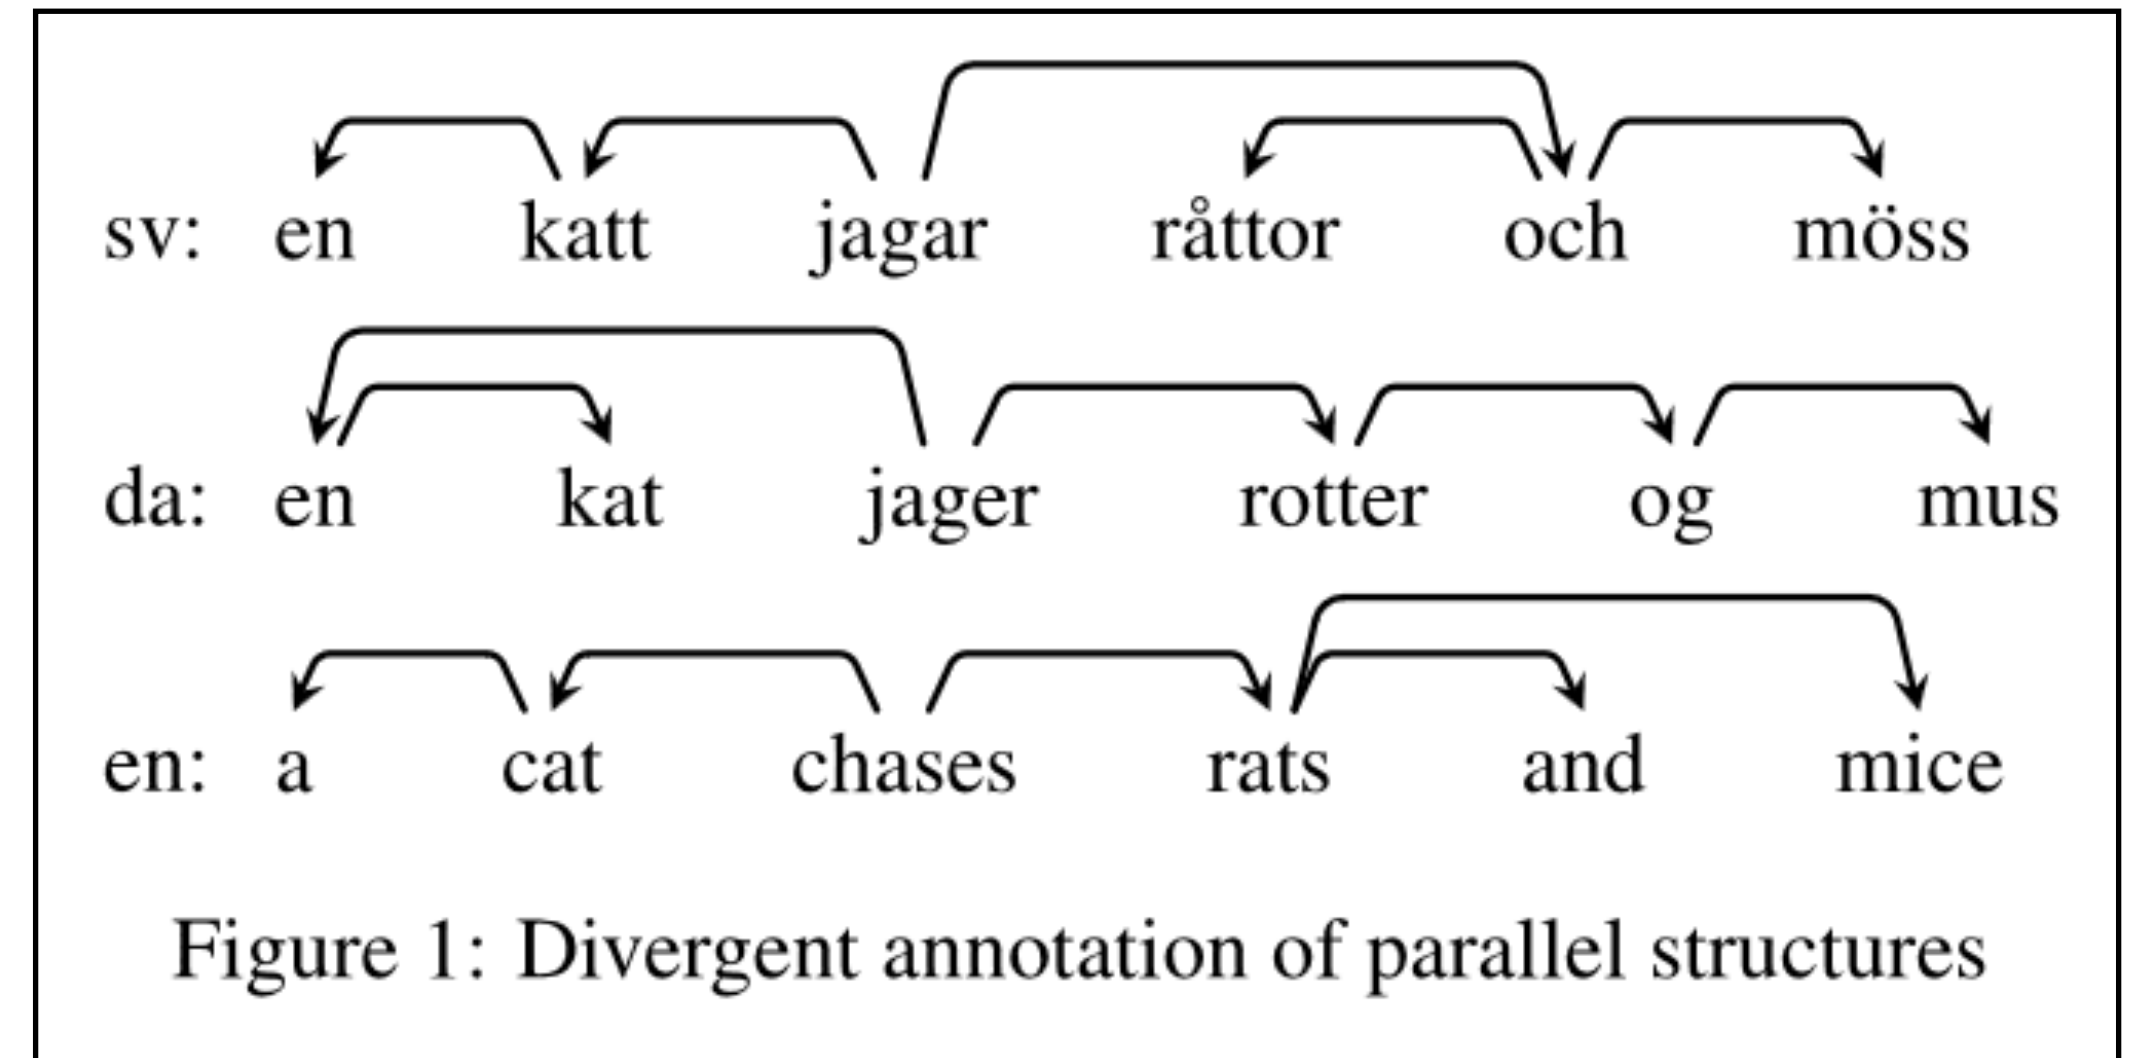 sv: en katt jagar råttor och möss
da: en kat jager rotter og mus
en: a cat chases rats and mice
Figure 1: Divergent annotation of parallel structures